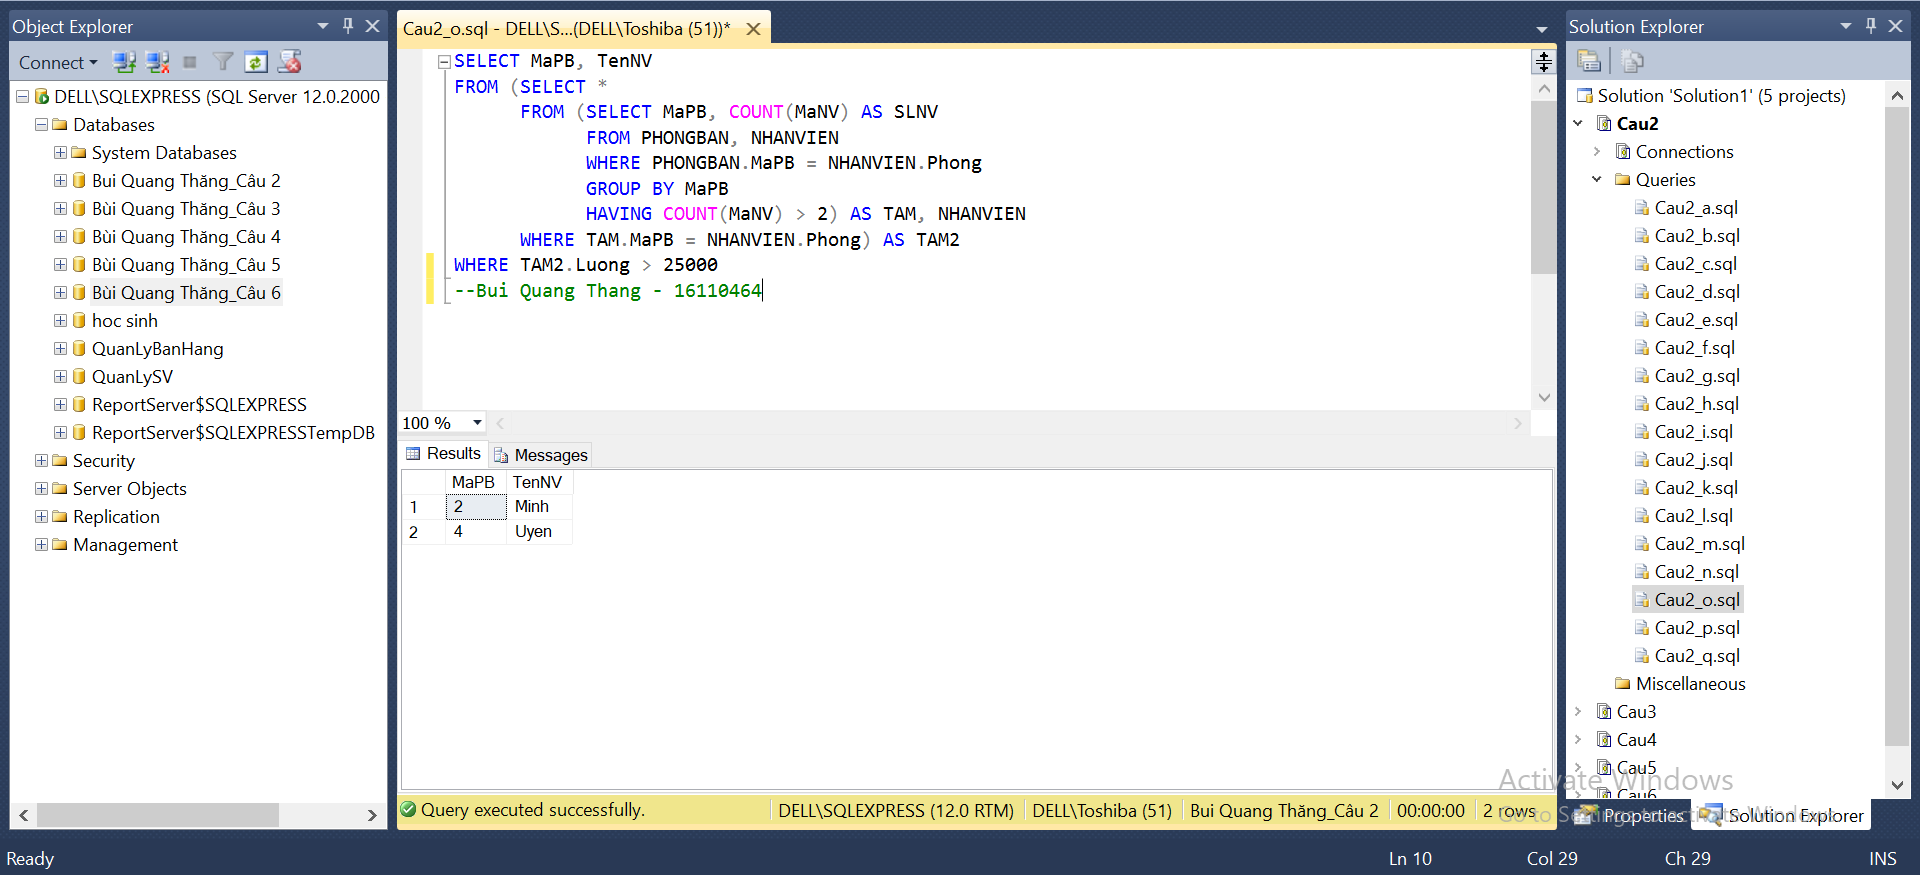 Object Explorer
Connect
DELL\SQLEXPRESS (SQL Server 12.0.2000
Databases
System Databases
Bui Quang Thăng_Câu 2
Bùi Quang Thăng_Câu 3
Bùi Quang Thăng_Câu 4
Bùi Quang Thăng_Câu 5
Bùi Quang Thăng_Câu 6
hoc sinh
QuanLyBanHang
QuanLySV
ReportServer$SQLEXPRESS
ReportServer$SQLEXPRESSTempDB
Security
Server Objects
Replication
Management
Cau2_o.sql - DELL\S...(DELL\Toshiba (51))*
SELECT MaPB, TenNV
FROM (SELECT *
FROM (SELECT MaPB, COUNT(MaNV) AS SLNV
FROM PHONGBAN, NHANVIEN
WHERE PHONGBAN.MaPB = NHANVIEN.Phong
GROUP BY MaPB
HAVING COUNT(MaNV) > 2) AS TAM, NHANVIEN
WHERE TAM.MaPB = NHANVIEN.Phong) AS TAM2
WHERE TAM2.Luong > 25000
--Bui Quang Thang - 16110464
100 %
Results Messages
MaPB TenNV
1 2 Minh
2 4 Uyen
Query executed successfully. DELL\SQLEXPRESS (12.0 RTM) DELL\Toshiba (51) Bui Quang Thăng_Câu 2 00:00:00 2 rows
Solution Explorer
Solution 'Solution1' (5 projects)
Cau2
Connections
Queries
Cau2_a.sql
Cau2_b.sql
Cau2_c.sql
Cau2_d.sql
Cau2_e.sql
Cau2_f.sql
Cau2_g.sql
Cau2_h.sql
Cau2_i.sql
Cau2_j.sql
Cau2_k.sql
Cau2_l.sql
Cau2_m.sql
Cau2_n.sql
Cau2_o.sql
Cau2_p.sql
Cau2_q.sql
Miscellaneous
Cau3
Cau4
Cau5
Cau6
Activate Windows
Go to Settings to activate Windows.
Properties Solution Explorer
Ready Ln 10 Col 29 Ch 29 INS